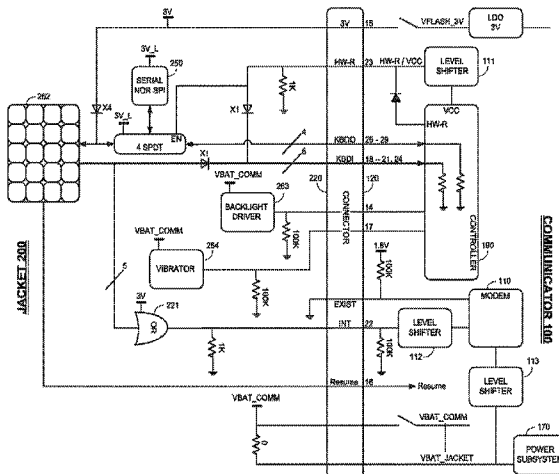 3V
3V
15
VFLASH_3V
LDO
3V
3V_L
250
HW-R
23
HW-R / VCC
LEVEL
SHIFTER
111
SERIAL
NOR SPI
1K
262
X4
3V_L
X1
VCC
HW-R
EN
4
4 SPDT
KBDO
25 - 29
X1
6
KBDI
18 - 21, 24
VBAT_COMM
220
120
BACKLIGHT
DRIVER
263
14
17
100K
CONNECTOR
CONTROLLER
190
VBAT_COMM
VIBRATOR
264
100K
1.8V
100K
JACKET 200
COMMUNICATOR 100
5
3V
221
OR
EXIST
110
MODEM
INT
22
LEVEL
SHIFTER
112
1K
100K
113
LEVEL
SHIFTER
Resume
16
Resume
VBAT_COMM
VBAT_COMM
170
0
VBAT_JACKET
POWER
SUBSYSTEM